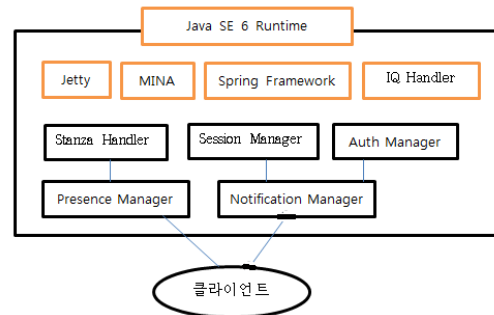 Java SE 6 Runtime
Jetty
MINA
Spring Framework
IQ Handler
Stanza Handler
Session Manager
Auth Manager
Presence Manager
Notification Manager
클라이언트